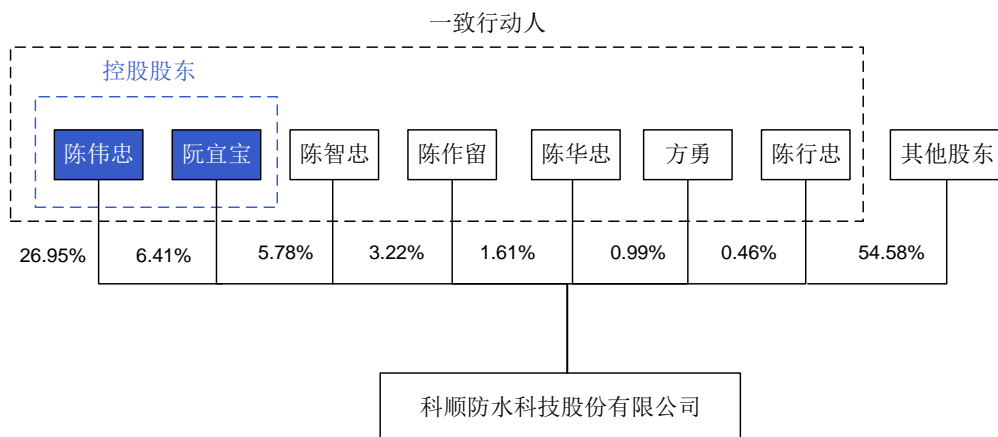 一致行动人
控股股东
陈伟忠
阮宜宝
陈智忠
陈作留
陈华忠
方勇
陈行忠
其他股东
26.95%
6.41%
5.78%
3.22%
1.61%
0.99%
0.46%
54.58%
科顺防水科技股份有限公司